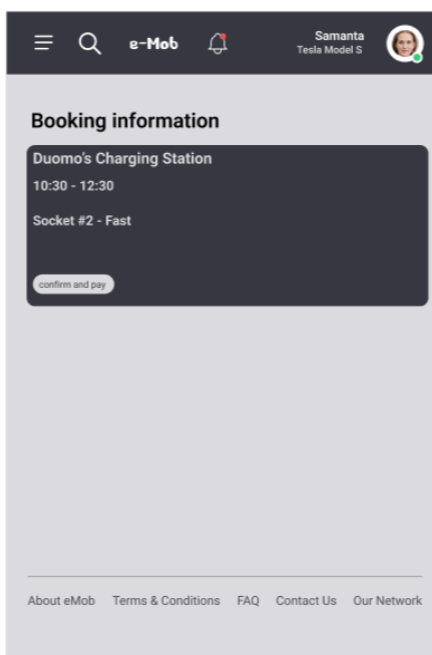 e-Mob
Samanta
Tesla Model S
Booking information
Duomo's Charging Station
10:30 - 12:30
Socket #2 - Fast
confirm and pay
About eMob Terms & Conditions FAQ Contact Us Our Network